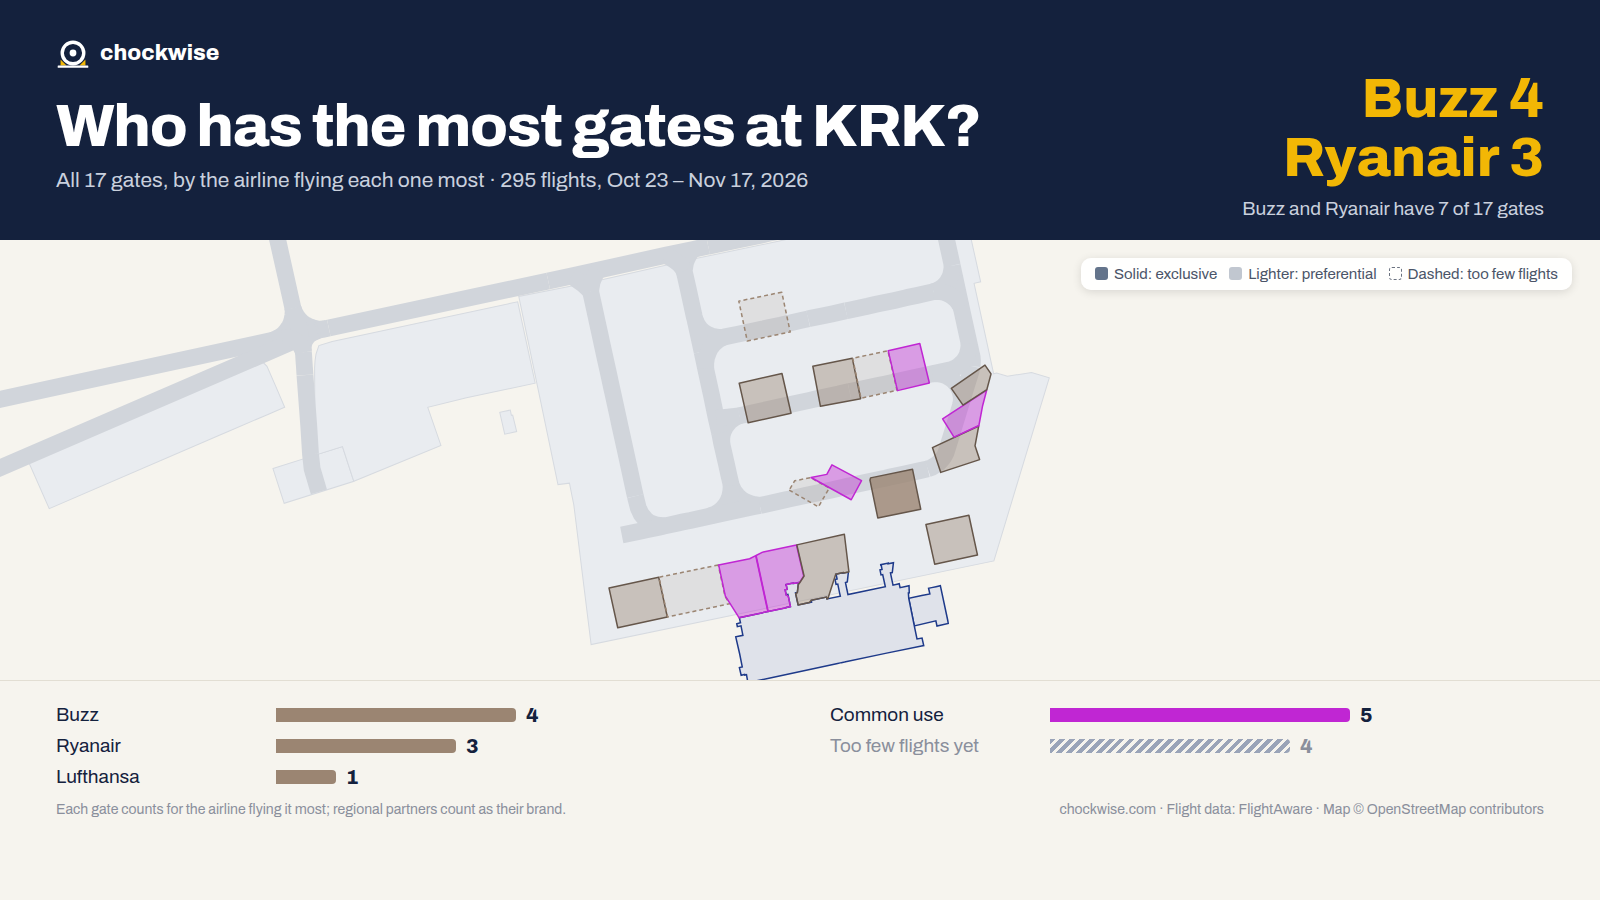 chockwise
Who has the most gates at KRK?
All 17 gates, by the airline flying each one most · 295 flights, Oct 23 – Nov 17, 2026
Buzz 4
Ryanair 3
Buzz and Ryanair have 7 of 17 gates
Solid: exclusive Lighter: preferential Dashed: too few flights
Buzz 4
Ryanair 3
Lufthansa 1
Common use 5
Too few flights yet 4
Each gate counts for the airline flying it most; regional partners count as their brand.
chockwise.com · Flight data: FlightAware · Map © OpenStreetMap contributors